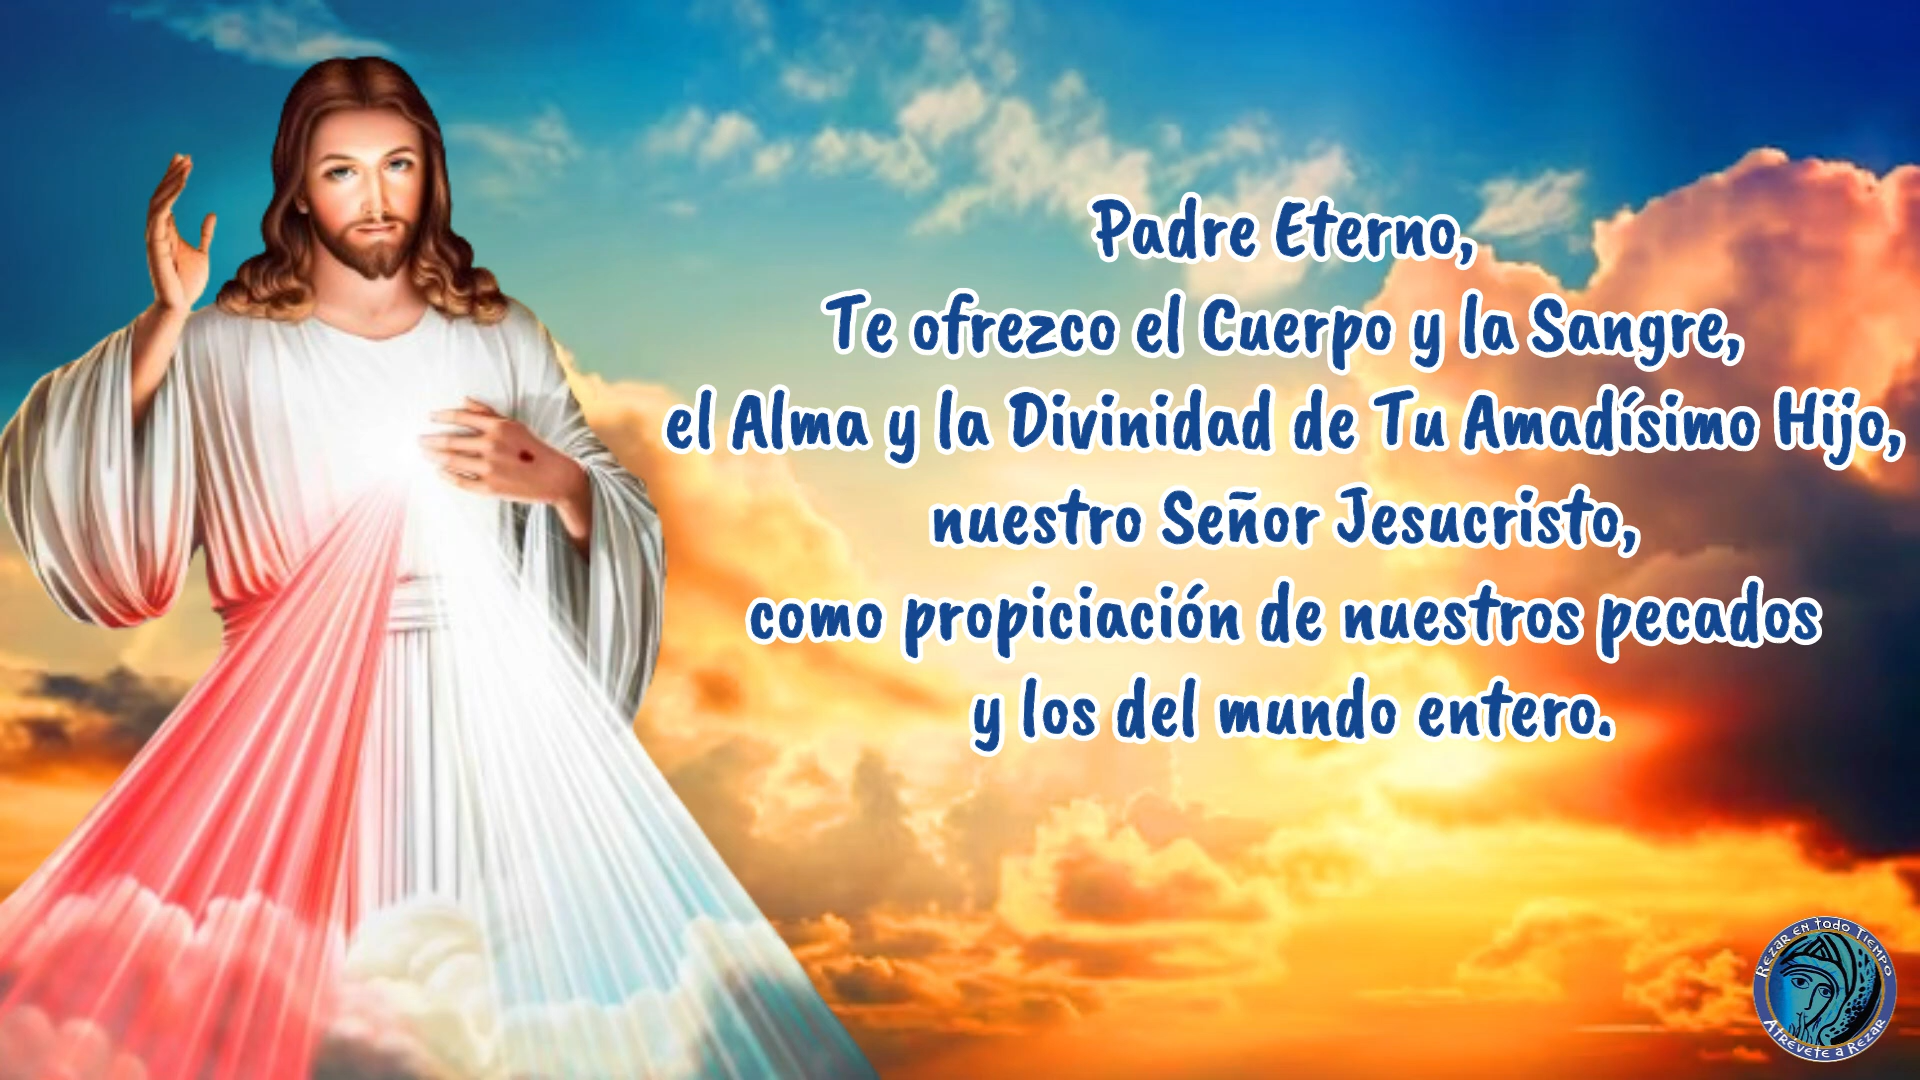 Padre Eterno,
Te ofrezco el Cuerpo y la Sangre,
el Alma y la Divinidad de Tu Amadísimo Hijo,
nuestro Señor Jesucristo,
como propiciación de nuestros pecados
y los del mundo entero.
Rezar en todo Tiempo
Atrévete a Rezar